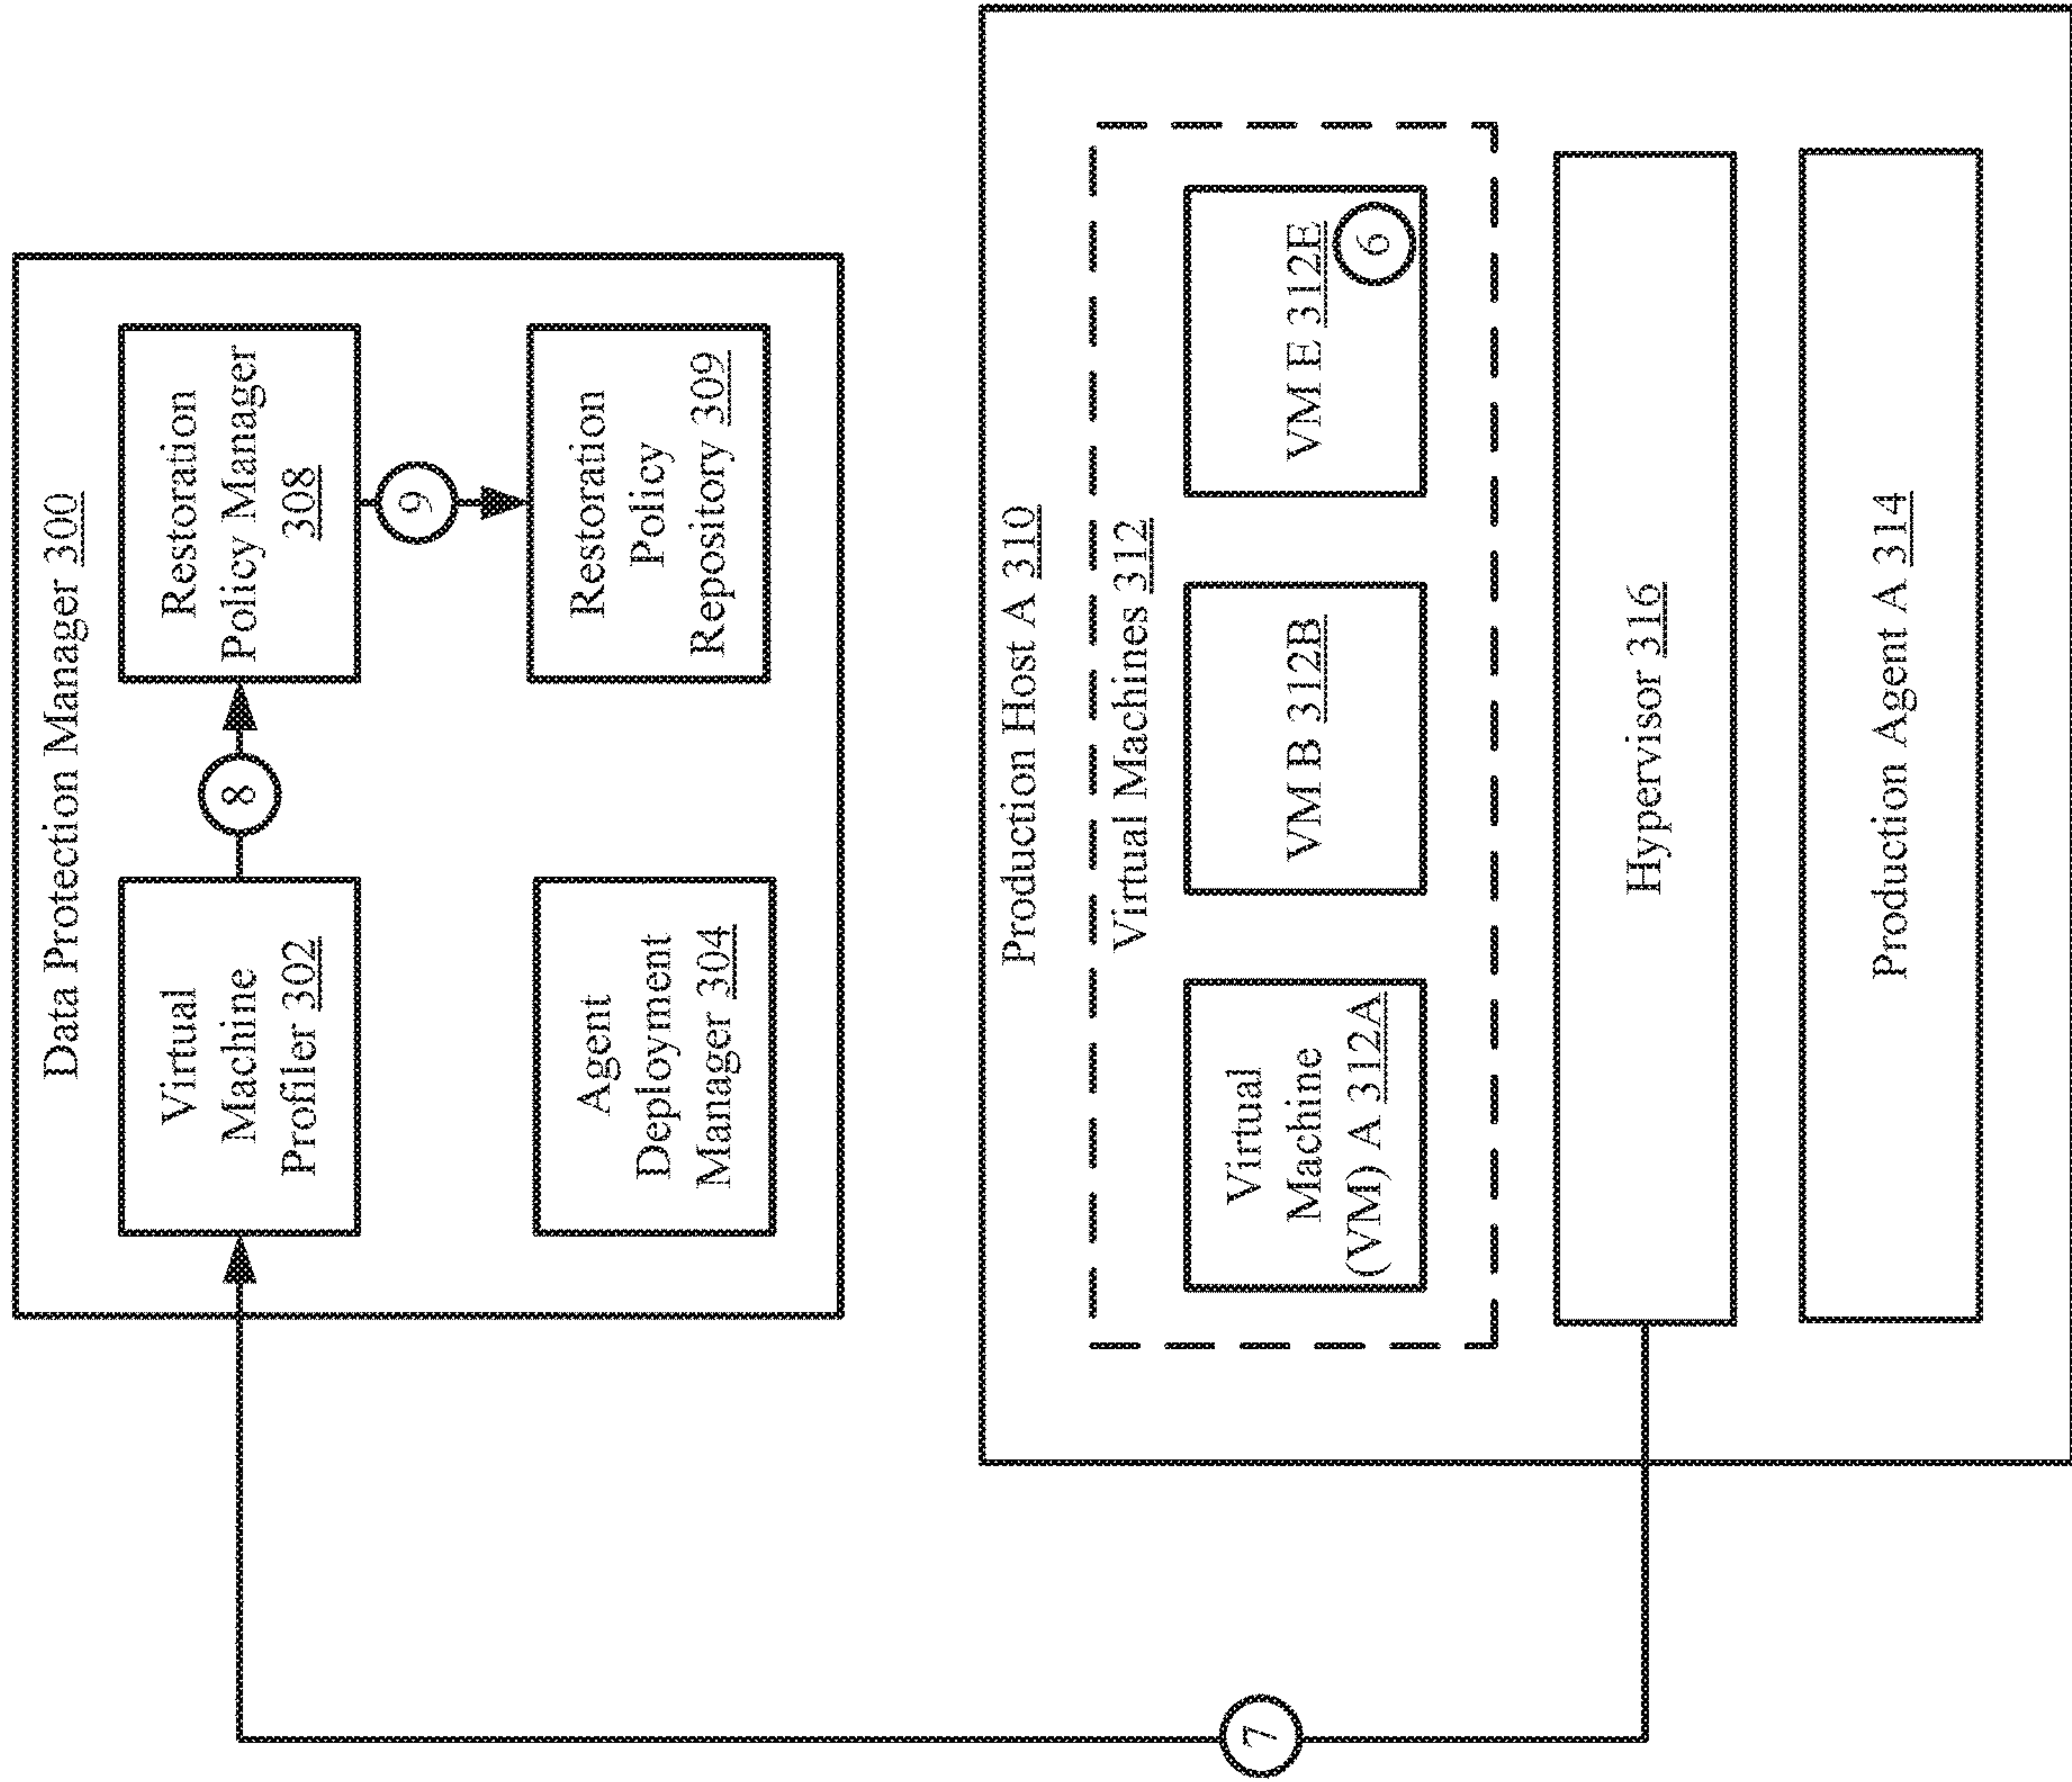 Data Protection Manager 300
Virtual
Machine
Profiler 302
8
Restoration
Policy Manager
308
9
Agent
Deployment
Manager 304
Restoration
Policy
Repository 309
7
Production Host A 310
Virtual Machines 312
Virtual
Machine
(VM) A 312A
VM B 312B
VM E 312E
6
Hypervisor 316
Production Agent A 314